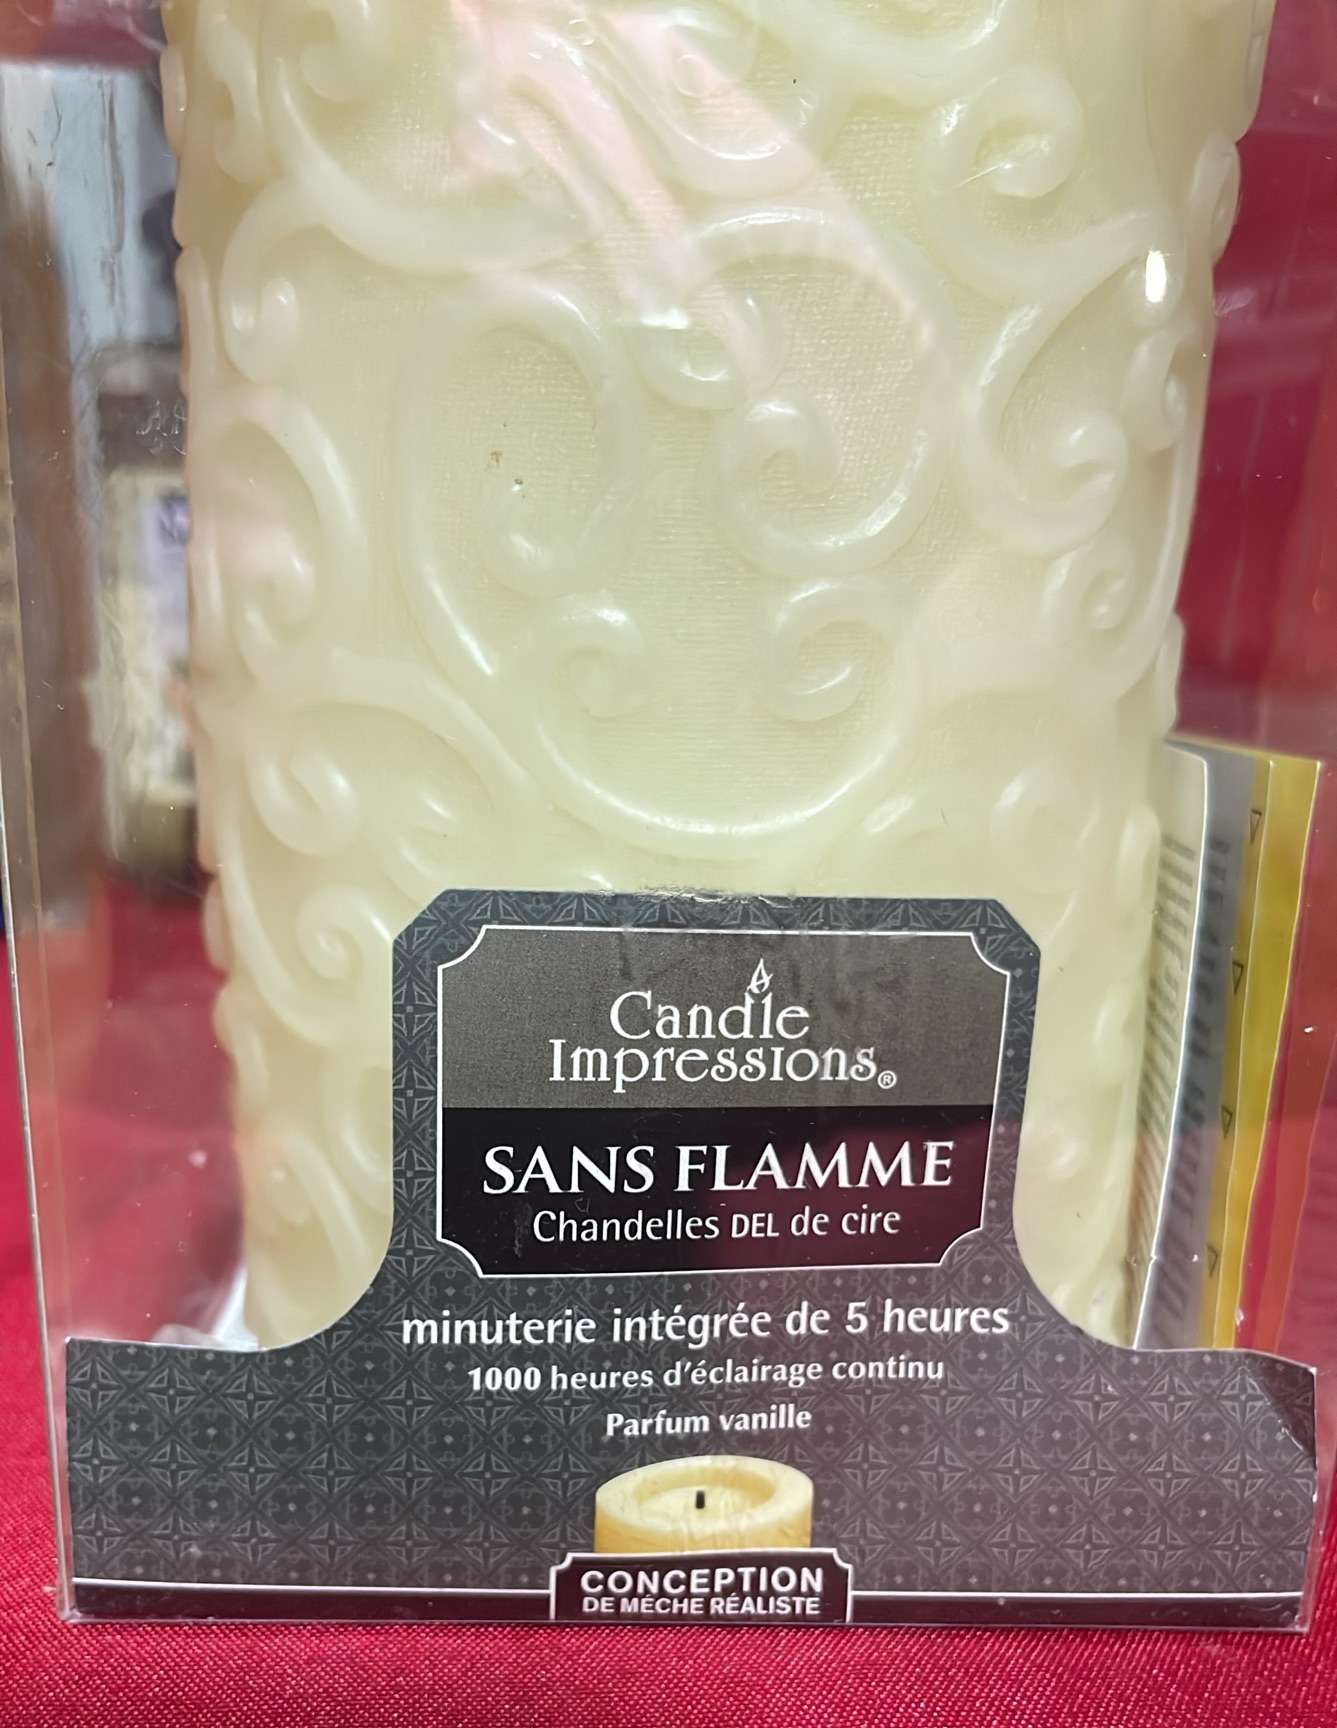 Candle
Impressions®
SANS FLAMME
Chandelles DEL de cire
minuterie intégrée de 5 heures
1000 heures d'éclairage continu
Parfum vanille
CONCEPTION
DE MÈCHE RÉALISTE